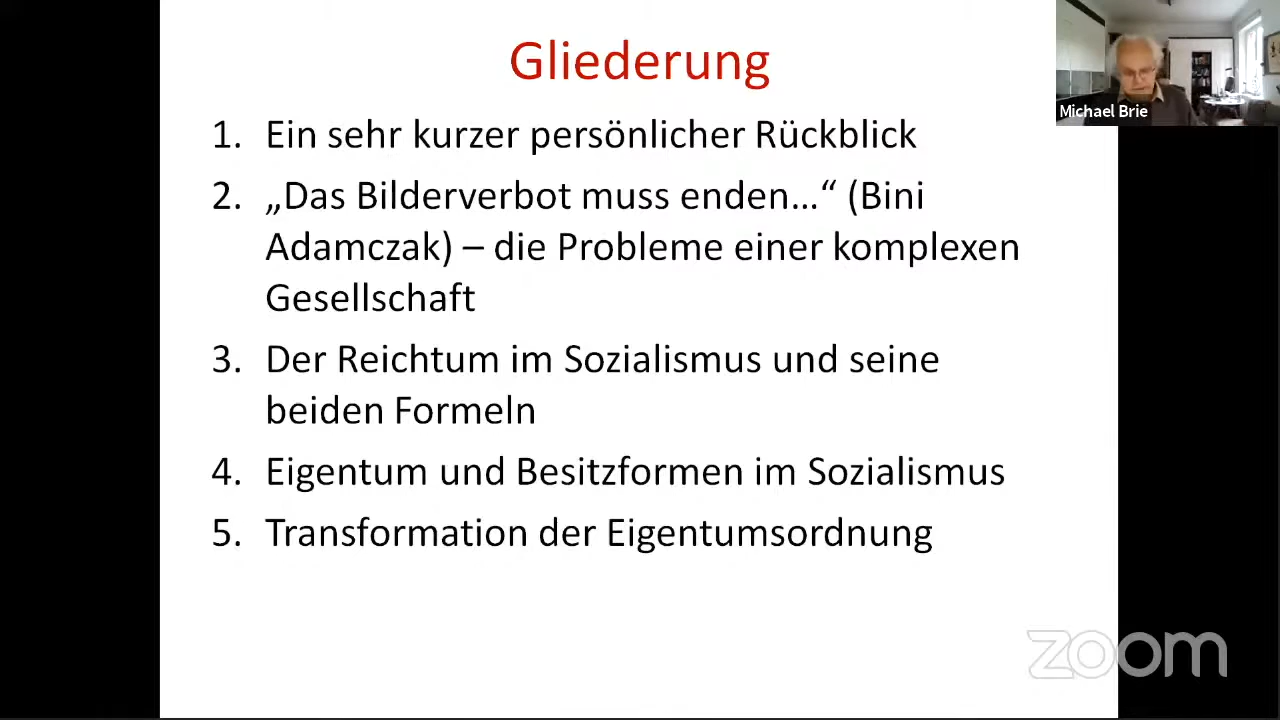 Gliederung
Michael Brie
1. Ein sehr kurzer persönlicher Rückblick
2. „Das Bilderverbot muss enden...“ (Bini
Adamczak) – die Probleme einer komplexen
Gesellschaft
3. Der Reichtum im Sozialismus und seine
beiden Formeln
4. Eigentum und Besitzformen im Sozialismus
5. Transformation der Eigentumsordnung
zoom